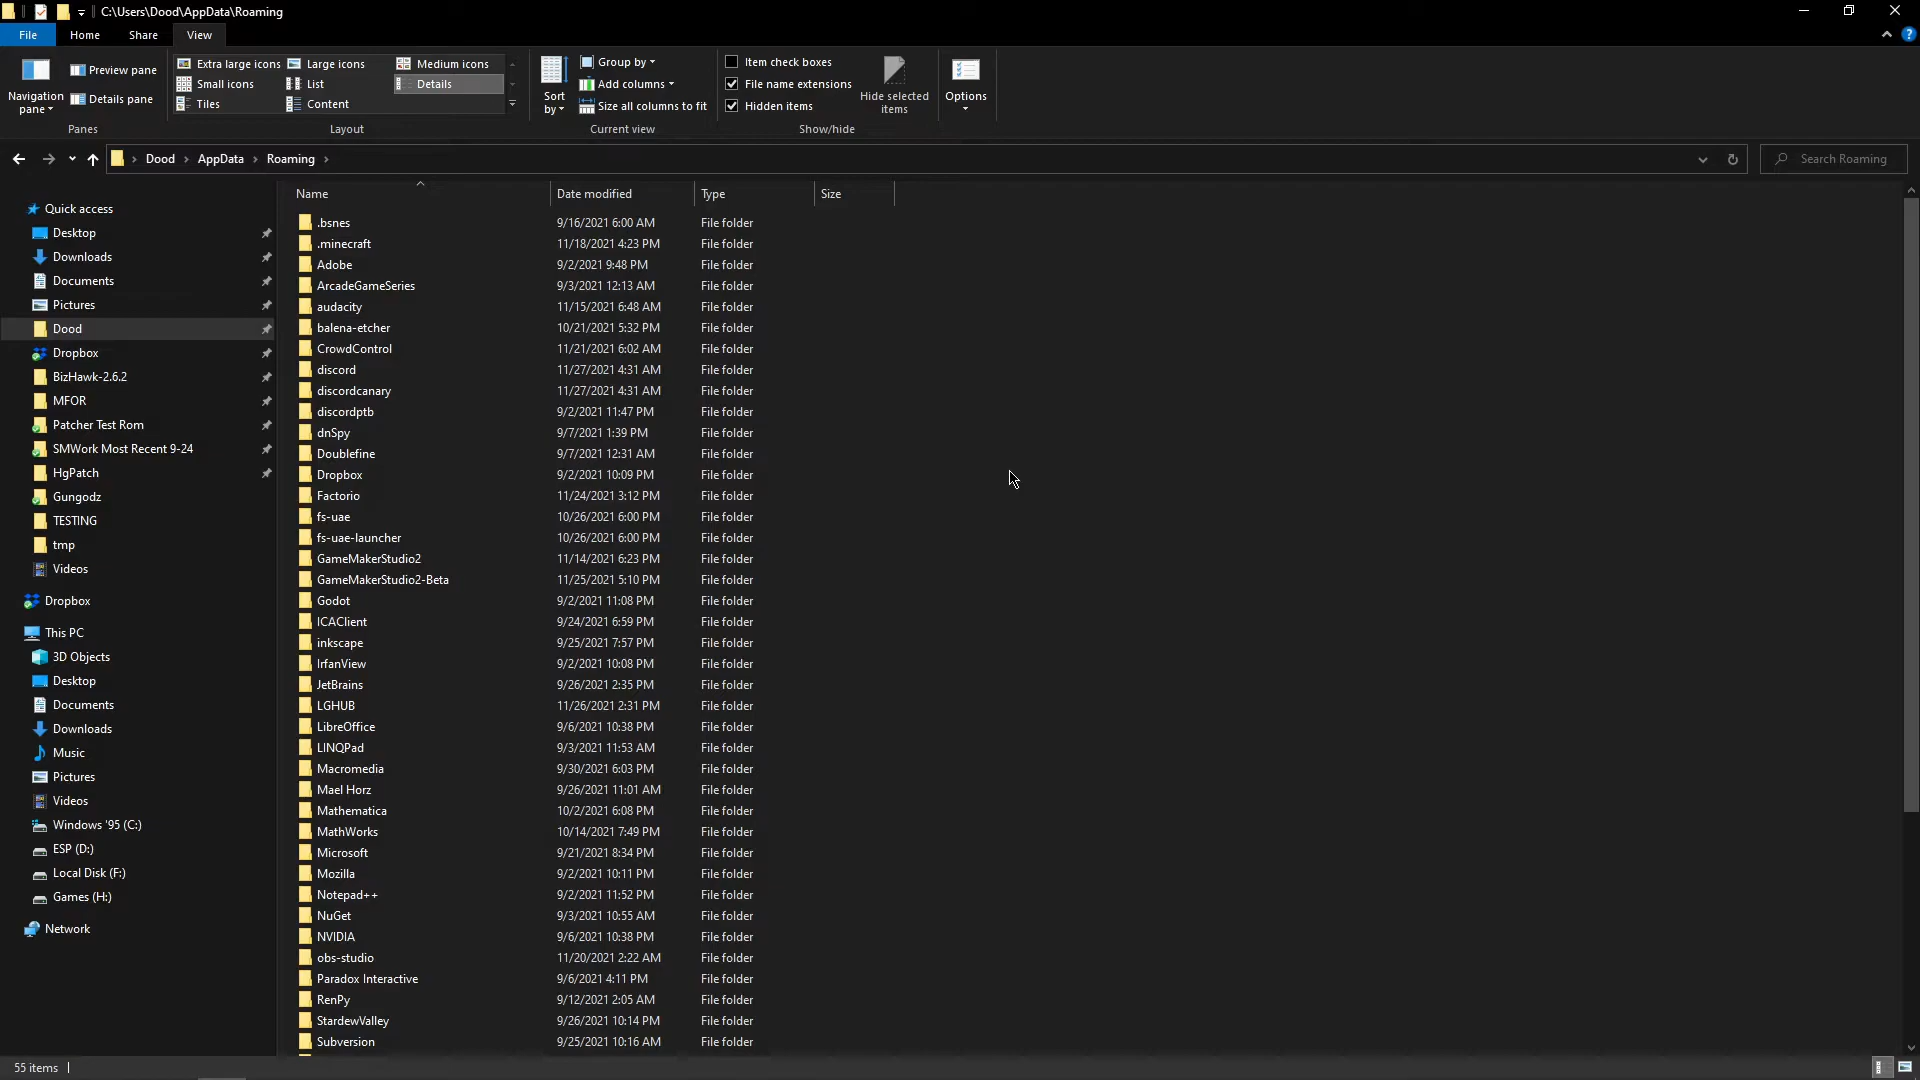 C:\Users\Dood\AppData\Roaming
File Home Share View
Navigation pane
Preview pane
Details pane
Panes
Extra large icons Large icons Medium icons
Small icons List Details
Tiles Content
Layout
Sort by
Group by
Add columns
Size all columns to fit
Current view
Item check boxes
File name extensions
Hidden items
Hide selected items
Show/hide
Options
Dood AppData Roaming
Search Roaming
Quick access
Desktop
Downloads
Documents
Pictures
Dood
Dropbox
BizHawk-2.6.2
MFOR
Patcher Test Rom
SMWork Most Recent 9-24
HgPatch
Gungodz
TESTING
tmp
Videos
Dropbox
This PC
3D Objects
Desktop
Documents
Downloads
Music
Pictures
Videos
Windows '95 (C:)
ESP (D:)
Local Disk (F:)
Games (H:)
Network
Name Date modified Type Size
.bsnes 9/16/2021 6:00 AM File folder
.minecraft 11/18/2021 4:23 PM File folder
Adobe 9/2/2021 9:48 PM File folder
ArcadeGameSeries 9/3/2021 12:13 AM File folder
audacity 11/15/2021 6:48 AM File folder
balena-etcher 10/21/2021 5:32 PM File folder
CrowdControl 11/21/2021 6:02 AM File folder
discord 11/27/2021 4:31 AM File folder
discordcanary 11/27/2021 4:31 AM File folder
discordptb 9/2/2021 11:47 PM File folder
dnSpy 9/7/2021 1:39 PM File folder
Doublefine 9/7/2021 12:31 AM File folder
Dropbox 9/2/2021 10:09 PM File folder
Factorio 11/24/2021 3:12 PM File folder
fs-uae 10/26/2021 6:00 PM File folder
fs-uae-launcher 10/26/2021 6:00 PM File folder
GameMakerStudio2 11/14/2021 6:23 PM File folder
GameMakerStudio2-Beta 11/25/2021 5:10 PM File folder
Godot 9/2/2021 11:08 PM File folder
ICAClient 9/24/2021 6:59 PM File folder
inkscape 9/25/2021 7:57 PM File folder
IrfanView 9/2/2021 10:08 PM File folder
JetBrains 9/26/2021 2:35 PM File folder
LGHUB 11/26/2021 2:31 PM File folder
LibreOffice 9/6/2021 10:38 PM File folder
LINQPad 9/3/2021 11:53 AM File folder
Macromedia 9/30/2021 6:03 PM File folder
Mael Horz 9/26/2021 11:01 AM File folder
Mathematica 10/2/2021 6:08 PM File folder
MathWorks 10/14/2021 7:49 PM File folder
Microsoft 9/21/2021 8:34 PM File folder
Mozilla 9/2/2021 10:11 PM File folder
Notepad++ 9/2/2021 11:52 PM File folder
NuGet 9/3/2021 10:55 AM File folder
NVIDIA 9/6/2021 10:38 PM File folder
obs-studio 11/20/2021 2:22 AM File folder
Paradox Interactive 9/6/2021 4:11 PM File folder
RenPy 9/12/2021 2:05 AM File folder
StardewValley 9/26/2021 10:14 PM File folder
Subversion 9/25/2021 10:16 AM File folder
55 items